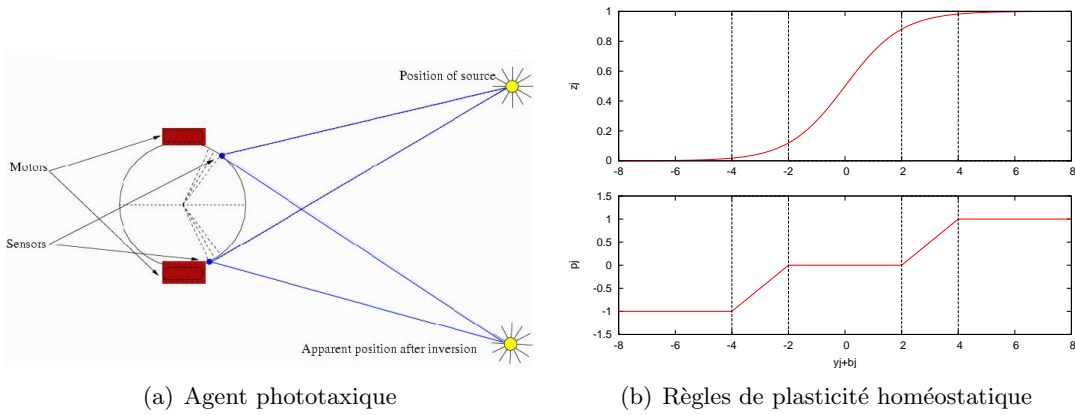 Position of source
Motors
Sensors
Apparent position after inversion
(a) Agent phototaxique
1
0.8
0.6
0.4
0.2
0
zj
-8 -6 -4 -2 0 2 4 6 8
1.5
1
0.5
0
-0.5
-1
-1.5
pj
-8 -6 -4 -2 0 2 4 6 8
yj+bj
(b) Règles de plasticité homéostatique